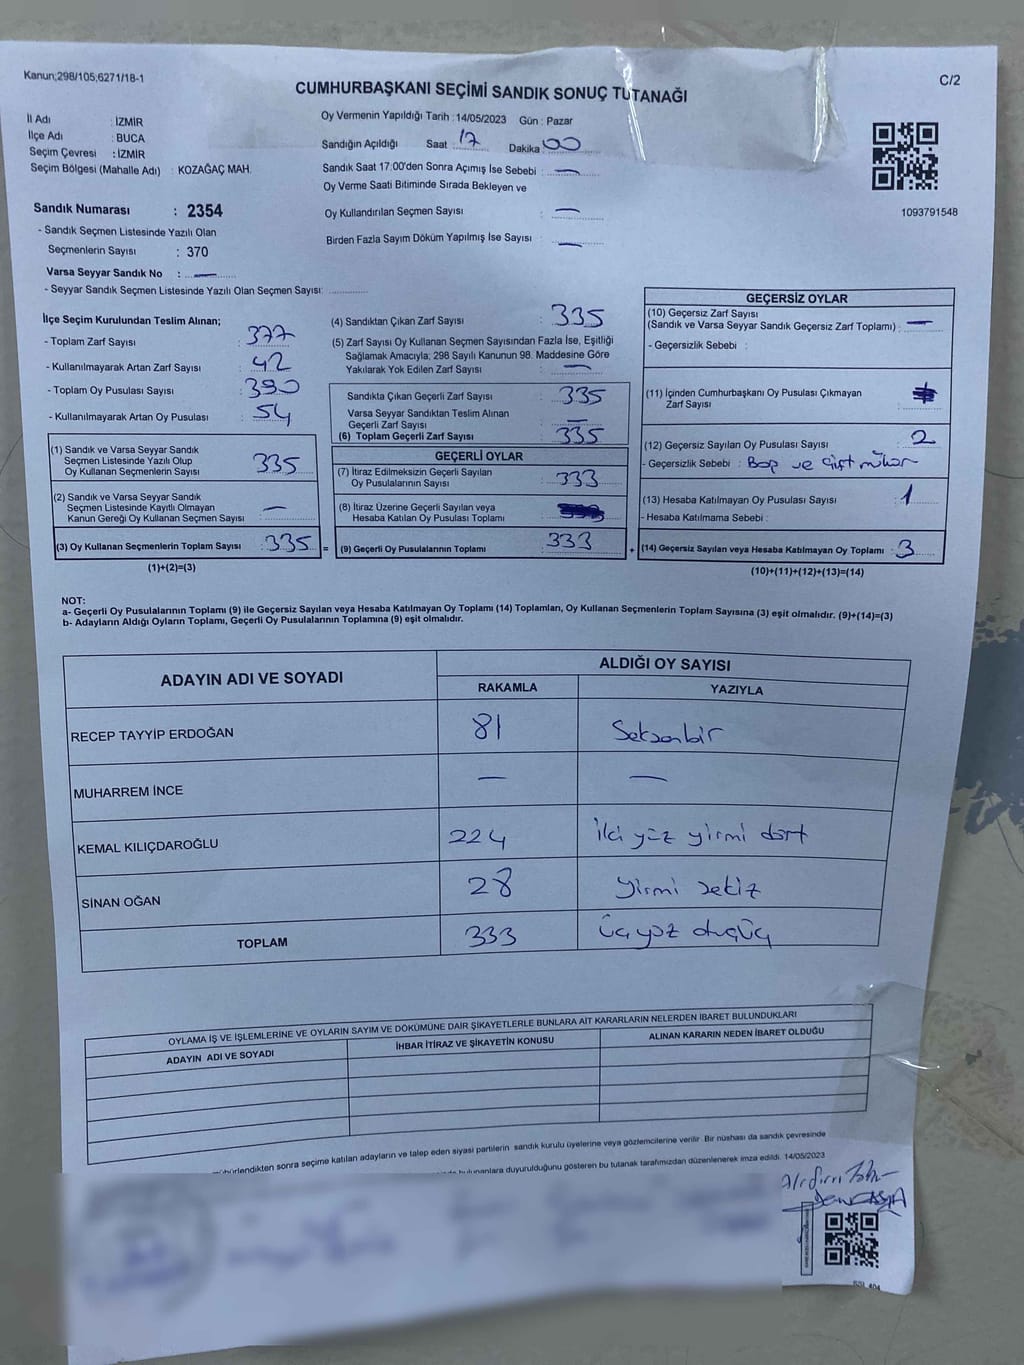 Kanun;298/105;6271/18-1
C/2
CUMHURBAŞKANI SEÇİMİ SANDIK SONUÇ TUTANAĞI
İl Adı : İZMİR
İlçe Adı : BUCA
Seçim Çevresi : İZMİR
Seçim Bölgesi (Mahalle Adı) : KOZAĞAÇ MAH.
Oy Vermenin Yapıldığı Tarih : 14/05/2023 Gün : Pazar
Sandığın Açıldığı Saat : 17 Dakika : 00
Sandık Saat 17:00'den Sonra Açımış İse Sebebi : —
Oy Verme Saati Bitiminde Sırada Bekleyen ve
Oy Kullandırılan Seçmen Sayısı : —
Birden Fazla Sayım Döküm Yapılmış İse Sayısı : —
1093791548
Sandık Numarası : 2354
- Sandık Seçmen Listesinde Yazılı Olan
Seçmenlerin Sayısı : 370
Varsa Seyyar Sandık No : —
- Seyyar Sandık Seçmen Listesinde Yazılı Olan Seçmen Sayısı:
İlçe Seçim Kurulundan Teslim Alınan;
- Toplam Zarf Sayısı : 377
- Kullanılmayarak Artan Zarf Sayısı : 42
- Toplam Oy Pusulası Sayısı : 390
- Kullanılmayarak Artan Oy Pusulası : 54
(1) Sandık ve Varsa Seyyar Sandık
Seçmen Listesinde Yazılı Olup
Oy Kullanan Seçmenlerin Sayısı : 335
(2) Sandık ve Varsa Seyyar Sandık
Seçmen Listesinde Kayıtlı Olmayan
Kanun Gereği Oy Kullanan Seçmen Sayısı : —
(3) Oy Kullanan Seçmenlerin Toplam Sayısı : 335 =
(1)+(2)=(3)
(4) Sandıktan Çıkan Zarf Sayısı : 335
(5) Zarf Sayısı Oy Kullanan Seçmen Sayısından Fazla İse, Eşitliği
Sağlamak Amacıyla; 298 Sayılı Kanunun 98. Maddesine Göre
Yakılarak Yok Edilen Zarf Sayısı : —
Sandıkta Çıkan Geçerli Zarf Sayısı : 335
Varsa Seyyar Sandıktan Teslim Alınan
Geçerli Zarf Sayısı : —
(6) Toplam Geçerli Zarf Sayısı : 335
GEÇERLİ OYLAR
(7) İtiraz Edilmeksizin Geçerli Sayılan
Oy Pusulalarının Sayısı : 333
(8) İtiraz Üzerine Geçerli Sayılan veya
Hesaba Katılan Oy Pusulası Toplamı :
(9) Geçerli Oy Pusulalarının Toplamı : 333 +
GEÇERSİZ OYLAR
(10) Geçersiz Zarf Sayısı
(Sandık ve Varsa Seyyar Sandık Geçersiz Zarf Toplamı) : —
- Geçersizlik Sebebi :
(11) İçinden Cumhurbaşkanı Oy Pusulası Çıkmayan
Zarf Sayısı :
(12) Geçersiz Sayılan Oy Pusulası Sayısı : 2
- Geçersizlik Sebebi : Boş ve çift mühür
(13) Hesaba Katılmayan Oy Pusulası Sayısı : 1
- Hesaba Katılmama Sebebi :
(14) Geçersiz Sayılan veya Hesaba Katılmayan Oy Toplamı : 3
(10)+(11)+(12)+(13)=(14)
NOT:
a- Geçerli Oy Pusulalarının Toplamı (9) ile Geçersiz Sayılan veya Hesaba Katılmayan Oy Toplamı (14) Toplamları, Oy Kullanan Seçmenlerin Toplam Sayısına (3) eşit olmalıdır. (9)+(14)=(3)
b- Adayların Aldığı Oyların Toplamı, Geçerli Oy Pusulalarının Toplamına (9) eşit olmalıdır.
ADAYIN ADI VE SOYADI
ALDIĞI OY SAYISI
RAKAMLA YAZIYLA
RECEP TAYYİP ERDOĞAN 81 Seksenbir
MUHARREM İNCE — —
KEMAL KILIÇDAROĞLU 224 iki yüz yirmi dört
SİNAN OĞAN 28 yirmi sekiz
TOPLAM 333 üçyüz otuzüç
OYLAMA İŞ VE İŞLEMLERİNE VE OYLARIN SAYIM VE DÖKÜMÜNE DAİR ŞİKAYETLERLE BUNLARA AİT KARARLARIN NELERDEN İBARET BULUNDUKLARI
ADAYIN ADI VE SOYADI İHBAR İTİRAZ VE ŞİKAYETİN KONUSU ALINAN KARARIN NEDEN İBARET OLDUĞU
sonra seçime katılan adayların ve talep eden siyasi partilerin sandık kurulu üyelerine veya gözlemcilerine verilir. Bir nüshası da sandık çevresinde
bulunanlara duyurulduğunu gösteren bu tutanak tarafımızdan düzenlenerek imza edildi. 14/05/2023